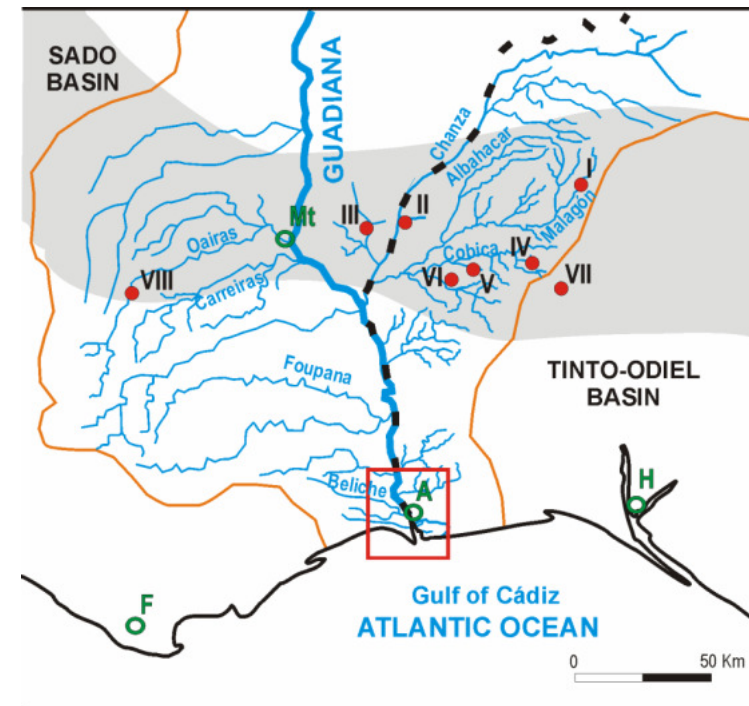 SADO
BASIN
GUADIANA
Chanza
Albahacar
I
Malagón
III
II
Mt
Oairas
Cobica
IV
VIII
Carreiras
VI
V
VII
Foupana
TINTO-ODIEL
BASIN
Beliche
A
H
F
Gulf of Cádiz
ATLANTIC OCEAN
0
50 Km